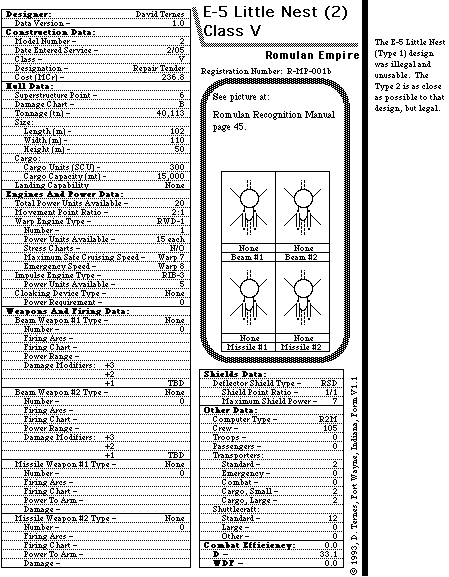 Designer: David Ternes
Data Version - 1.0
Construction Data:
Model Number - 2
Date Entered Service - 2/05
Class - V
Designation - Repair Tender
Cost (MCr) - 236.8
Hull Data:
Superstructure Point - 6
Damage Chart - B
Tonnage (tn) - 40,113
Size:
Length (m) - 102
Width (m) - 110
Height (m) - 50
Cargo:
Cargo Units (SCU) - 300
Cargo Capacity (mt) - 15,000
Landing Capability None
Engines And Power Data:
Total Power Units Available - 20
Movement Point Ratio - 2:1
Warp Engine Type - RWD-1
Number - 1
Power Units Available - 15 each
Stress Charts - N/O
Maximum Safe Cruising Speed - Warp 7
Emergency Speed - Warp 8
Impulse Engine Type - RIB-3
Power Units Available - 5
Cloaking Device Type - None
Power Requirement - 0
Weapons And Firing Data:
Beam Weapon #1 Type - None
Number - 0
Firing Arcs -
Firing Chart -
Power Range -
Damage Modifiers: +3
+2
+1 TBD
Beam Weapon #2 Type - None
Number - 0
Firing Arcs -
Firing Chart -
Power Range -
Damage Modifiers: +3
+2
+1 TBD
Missile Weapon #1 Type - None
Number - 0
Firing Arcs -
Firing Chart -
Power To Arm -
Damage -
Missile Weapon #2 Type - None
Number - 0
Firing Arcs -
Firing Chart -
Power To Arm -
Damage -
E-5 Little Nest (2)
Class V
Romulan Empire
Registration Number: R-MP-001b
See picture at:
Romulan Recognition Manual
page 45.
None None
Beam #1 Beam #2
None None
Missile #1 Missile #2
Shields Data:
Deflector Shield Type - RSP
Shield Point Ratio - 1/1
Maximum Shield Power - 7
Other Data:
Computer Type - R2M
Crew - 105
Troops - 0
Passengers - 0
Transporters:
Standard - 2
Emergency - 0
Combat - 0
Cargo, Small - 2
Cargo, Large - 2
Shuttlecraft:
Standard - 12
Large - 0
Other - 0
Combat Efficiency: 0.0
D - 33.1
WDF - 0.0
© 1993, D. Ternes, Fort Wayne, Indiana, Form V1.1
The E-5 Little Nest
(Type 1) design
was illegal and
unusable. The
Type 2 is as close
as possible to that
design, but legal.